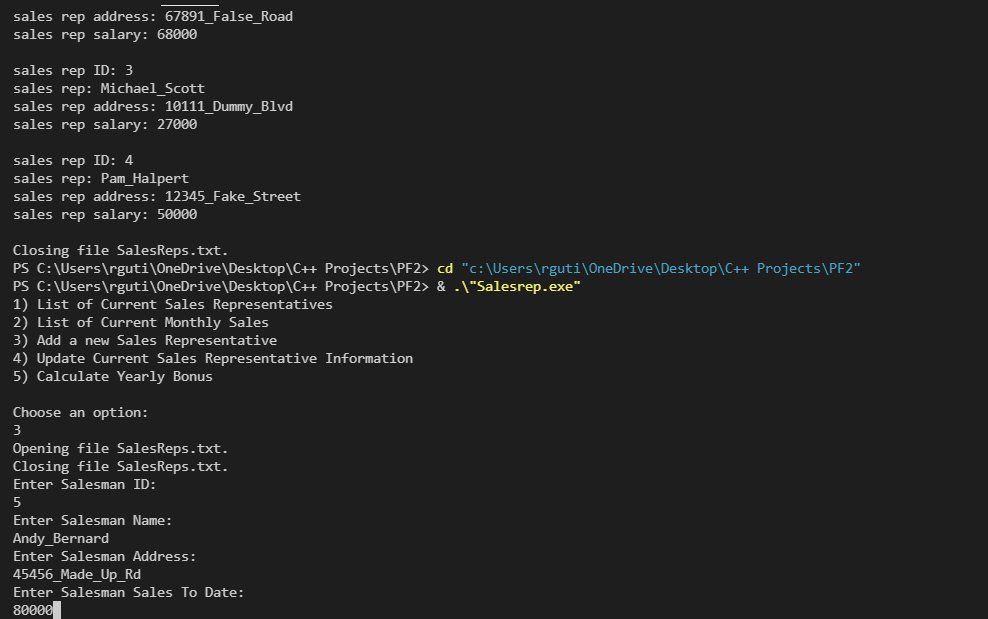 sales rep address: 67891_False_Road
sales rep salary: 68000
sales rep ID: 3
sales rep: Michael_Scott
sales rep address: 10111_Dummy_Blvd
sales rep salary: 27000
sales rep ID: 4
sales rep: Pam_Halpert
sales rep address: 12345_Fake_Street
sales rep salary: 50000
Closing file SalesReps.txt.
PS C:\Users\rguti\OneDrive\Desktop\C++ Projects\PF2> cd "c:\Users\rguti\OneDrive\Desktop\C++ Projects\PF2"
PS C:\Users\rguti\OneDrive\Desktop\C++ Projects\PF2> & .\"Salesrep.exe"
1) List of Current Sales Representatives
2) List of Current Monthly Sales
3) Add a new Sales Representative
4) Update Current Sales Representative Information
5) Calculate Yearly Bonus
Choose an option:
3
Opening file SalesReps.txt.
Closing file SalesReps.txt.
Enter Salesman ID:
5
Enter Salesman Name:
Andy_Bernard
Enter Salesman Address:
45456_Made_Up_Rd
Enter Salesman Sales To Date:
80000